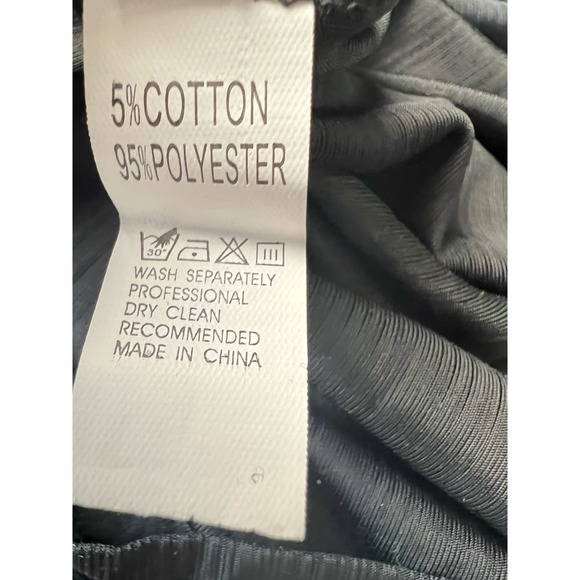 5% COTTON
95% POLYESTER
30°
WASH SEPARATELY
PROFESSIONAL
DRY CLEAN
RECOMMENDED
MADE IN CHINA